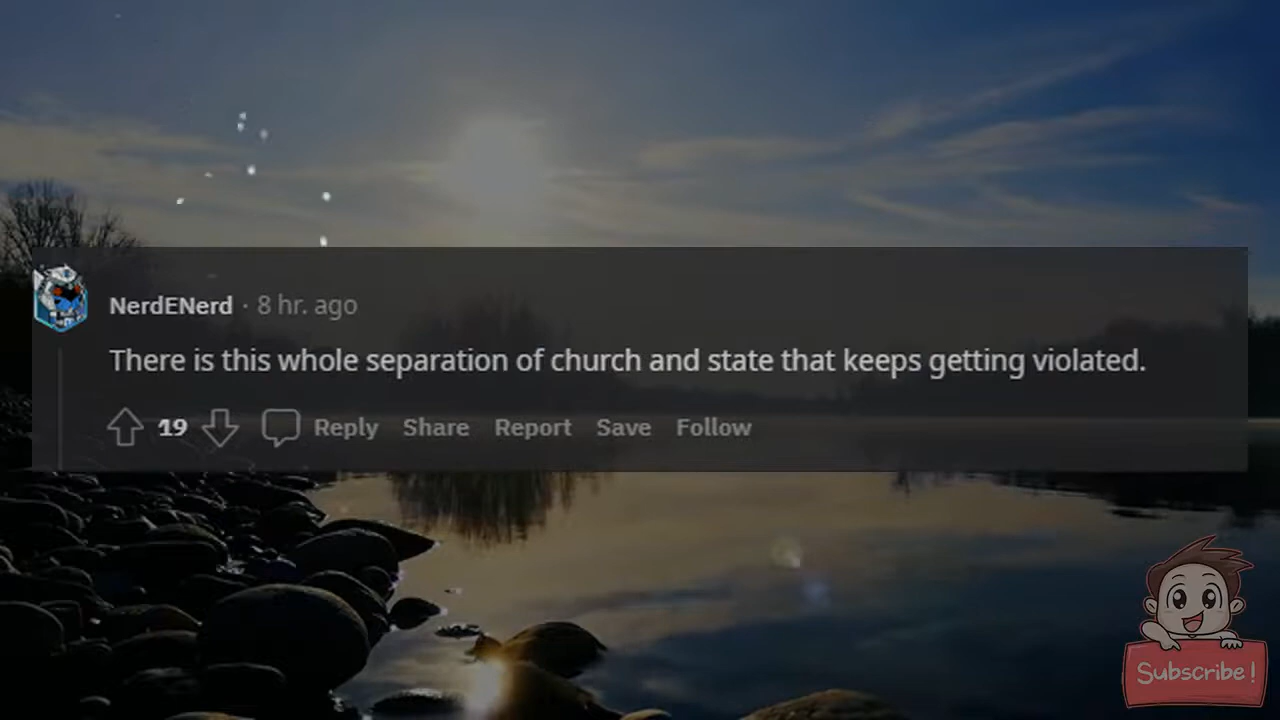 NerdENerd · 8 hr. ago
There is this whole separation of church and state that keeps getting violated.
19 Reply Share Report Save Follow
Subscribe!